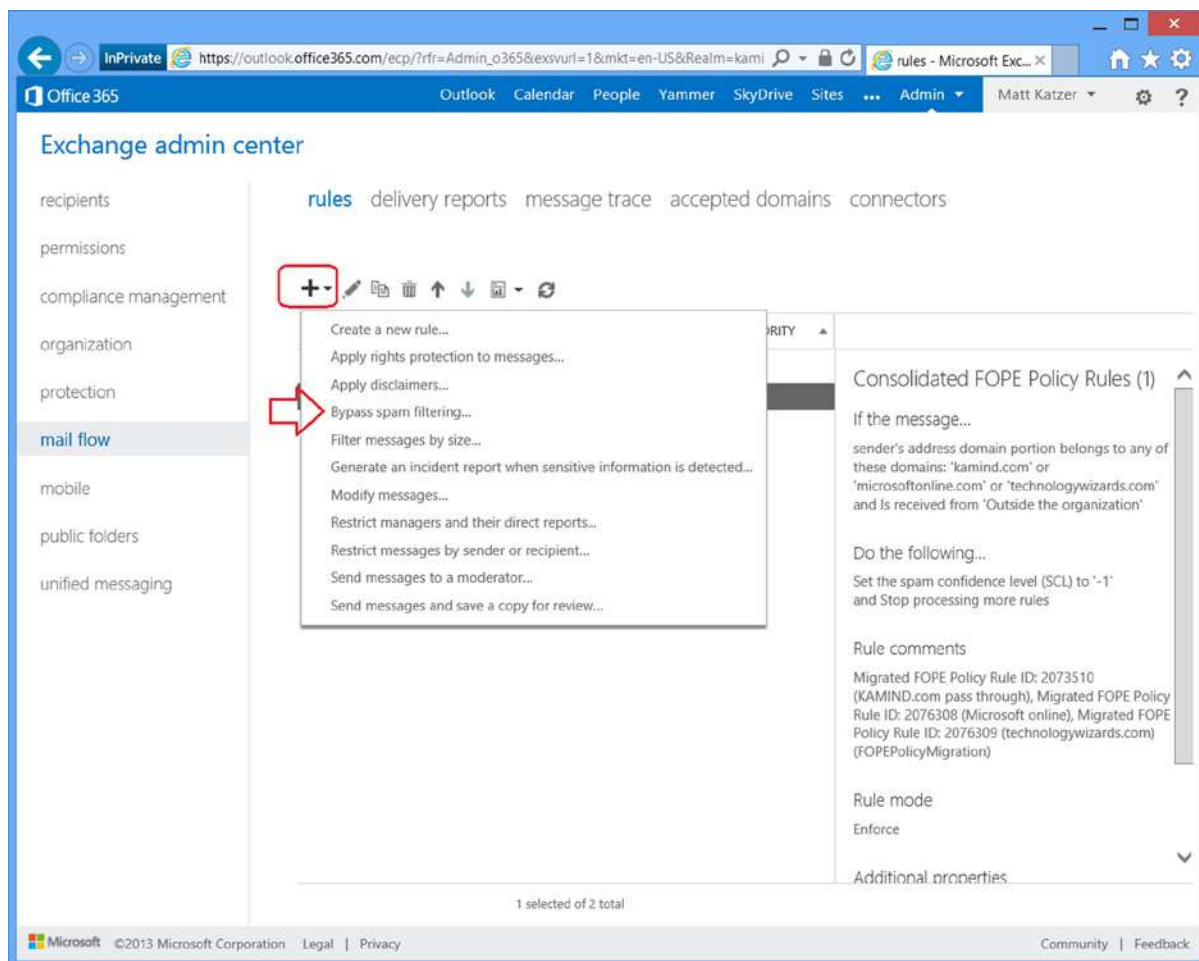 InPrivate
https://outlook.office365.com/ecp/?rfr=Admin_o365&exsvurl=1&mkt=en-US&Realm=kami
rules - Microsoft Exc...
Office 365
Outlook Calendar People Yammer SkyDrive Sites ... Admin Matt Katzer ?
Exchange admin center
recipients
permissions
compliance management
organization
protection
mail flow
mobile
public folders
unified messaging
rules delivery reports message trace accepted domains connectors
Create a new rule...
Apply rights protection to messages...
Apply disclaimers...
Bypass spam filtering...
Filter messages by size...
Generate an incident report when sensitive information is detected...
Modify messages...
Restrict managers and their direct reports...
Restrict messages by sender or recipient...
Send messages to a moderator...
Send messages and save a copy for review...
RITY
Consolidated FOPE Policy Rules (1)
If the message...
sender's address domain portion belongs to any of
these domains: 'kamind.com' or
'microsoftonline.com' or 'technologywizards.com'
and Is received from 'Outside the organization'
Do the following...
Set the spam confidence level (SCL) to '-1'
and Stop processing more rules
Rule comments
Migrated FOPE Policy Rule ID: 2073510
(KAMIND.com pass through), Migrated FOPE Policy
Rule ID: 2076308 (Microsoft online), Migrated FOPE
Policy Rule ID: 2076309 (technologywizards.com)
(FOPEPolicyMigration)
Rule mode
Enforce
Additional properties
1 selected of 2 total
Microsoft ©2013 Microsoft Corporation Legal | Privacy
Community | Feedback